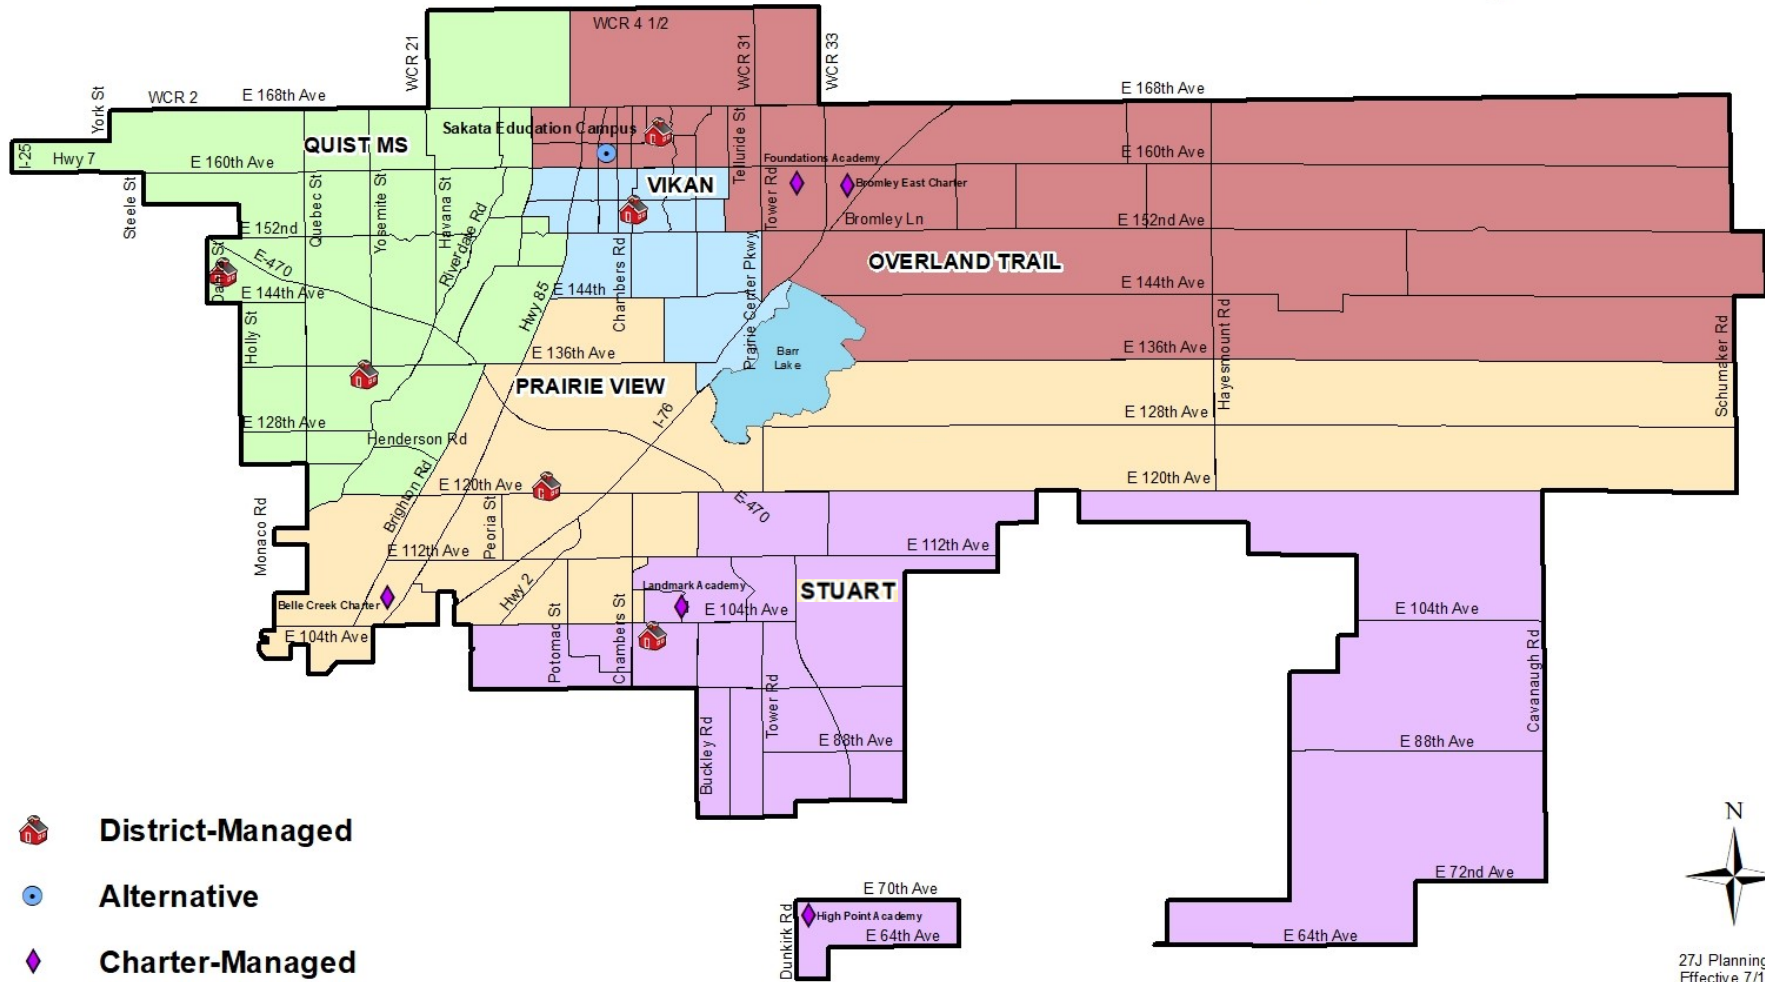 WCR 4 1/2
WCR 21
WCR 31
WCR 33
York St
WCR 2
E 168th Ave
E 168th Ave
Sakata Education Campus
Telluride St
QUIST MS
I-25
Hwy 7
E 160th Ave
E 160th Ave
Foundations Academy
Bromley East Charter
VIKAN
Steele St
Quebec St
Yosemite St
Havana St
Riverdale Rd
Tower Rd
Bromley Ln
E 152nd
E 152nd Ave
E-470
OVERLAND TRAIL
E 144th Ave
E 144th
E 144th Ave
Hwy 85
Chambers Rd
Prairie Center Pkwy
Holly St
Hayesmount Rd
Schumaker Rd
E 136th Ave
E 136th Ave
Barr
Lake
PRAIRIE VIEW
E 128th Ave
E 128th Ave
I-76
Henderson Rd
Brighton Rd
E 120th Ave
E 120th Ave
E-470
Monaco Rd
Peoria St
E 112th Ave
E 112th Ave
Hwy 2
Landmark Academy
STUART
Belle Creek Charter
E 104th Ave
E 104th Ave
E 104th Ave
Potomac St
Chambers St
Cavanaugh Rd
Buckley Rd
Tower Rd
E 88th Ave
E 88th Ave
District-Managed
Alternative
Charter-Managed
N
E 72nd Ave
E 70th Ave
Dunkirk Rd
High Point Academy
E 64th Ave
E 64th Ave
27J Planning
Effective 7/1